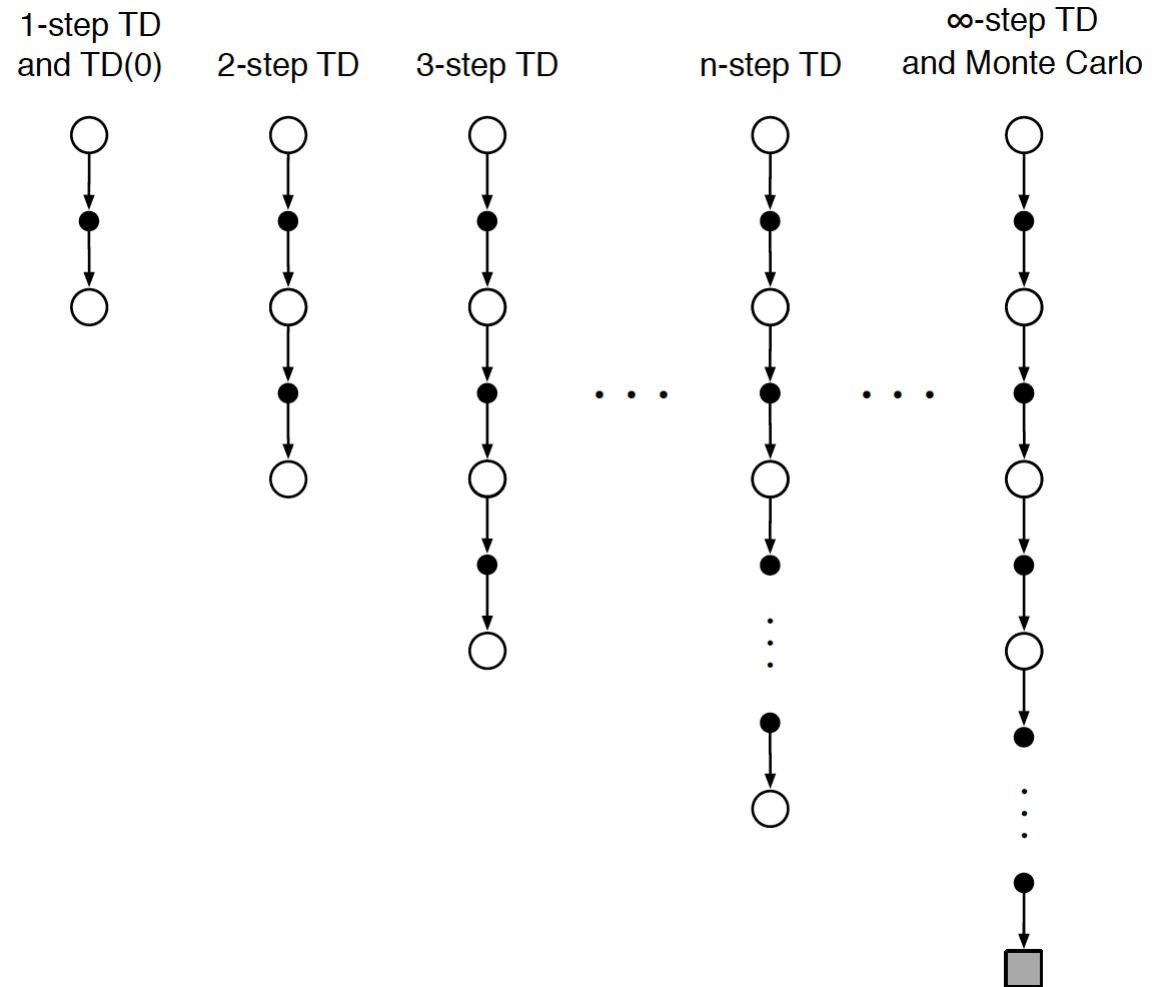 1-step TD
and TD(0)
2-step TD
3-step TD
n-step TD
∞-step TD
and Monte Carlo